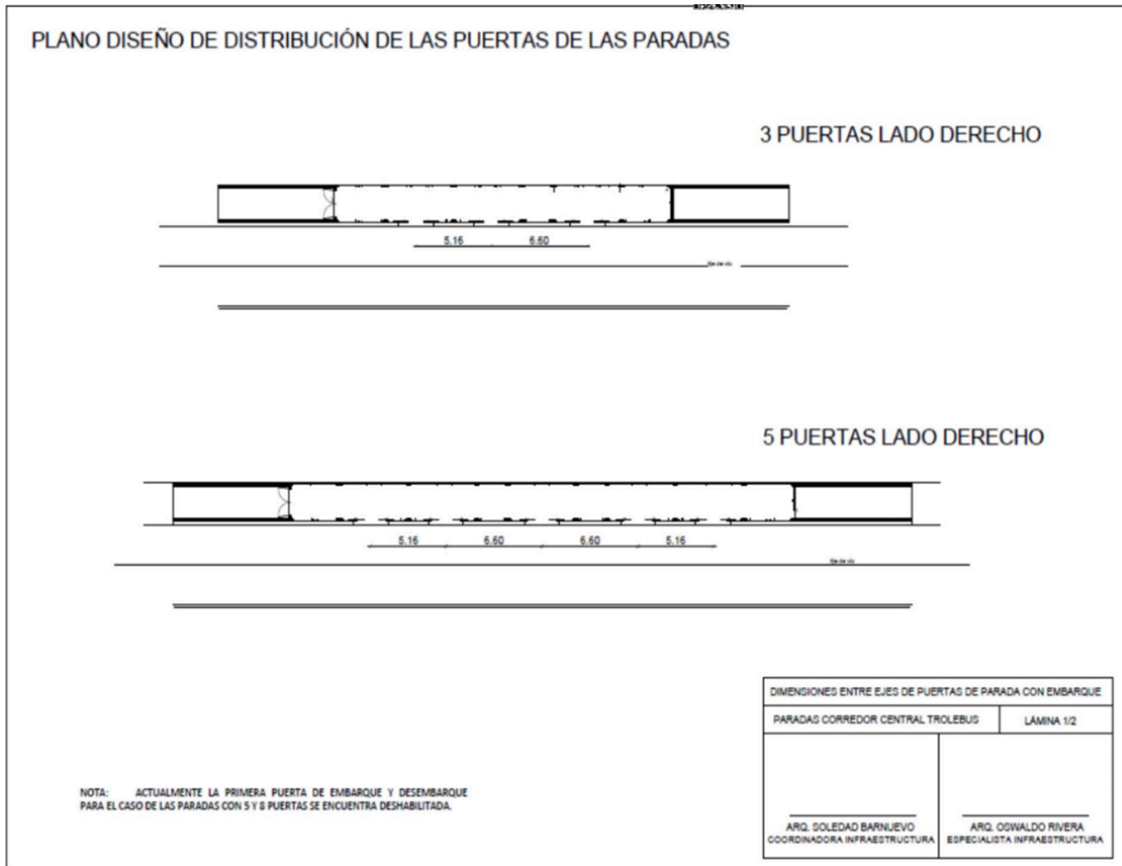 PLANO DISEÑO DE DISTRIBUCIÓN DE LAS PUERTAS DE LAS PARADAS
3 PUERTAS LADO DERECHO
5.16 6.60
5 PUERTAS LADO DERECHO
5.16 6.60 6.60 5.16
DIMENSIONES ENTRE EJES DE PUERTAS DE PARADA CON EMBARQUE
PARADAS CORREDOR CENTRAL TROLEBUS LÁMINA 1/2
NOTA: ACTUALMENTE LA PRIMERA PUERTA DE EMBARQUE Y DESEMBARQUE
PARA EL CASO DE LAS PARADAS CON 5 Y 8 PUERTAS SE ENCUENTRA DESHABILITADA.
ARQ. SOLEDAD BARNUEVO
COORDINADORA INFRAESTRUCTURA
ARQ. OSWALDO RIVERA
ESPECIALISTA INFRAESTRUCTURA